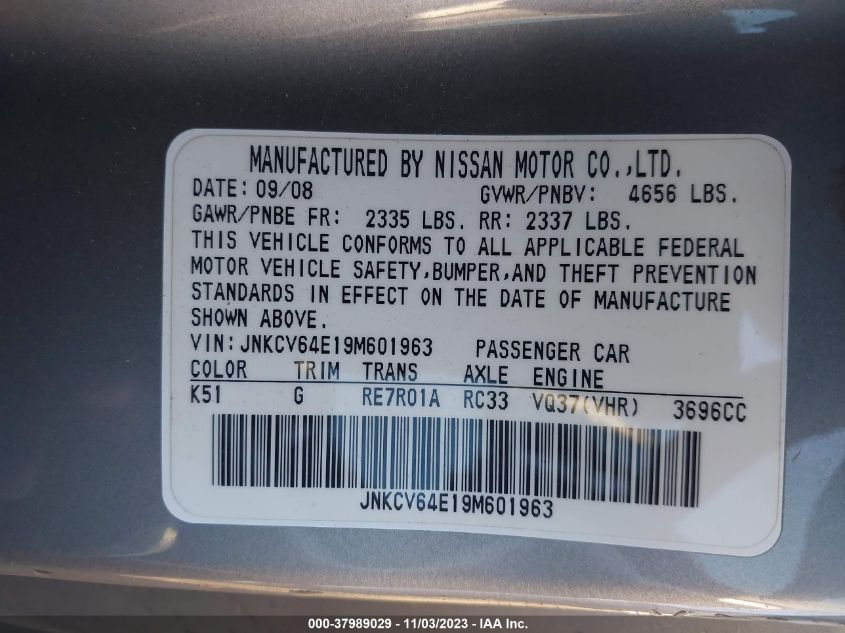 MANUFACTURED BY NISSAN MOTOR CO.,LTD.
DATE: 09/08 GVWR/PNBV: 4656 LBS.
GAWR/PNBE FR: 2335 LBS. RR: 2337 LBS.
THIS VEHICLE CONFORMS TO ALL APPLICABLE FEDERAL
MOTOR VEHICLE SAFETY,BUMPER,AND THEFT PREVENTION
STANDARDS IN EFFECT ON THE DATE OF MANUFACTURE
SHOWN ABOVE.
VIN:JNKCV64E19M601963 PASSENGER CAR
COLOR TRIM TRANS AXLE ENGINE
K51 G RE7R01A RC33 VQ37(VHR) 3696CC
JNKCV64E19M601963
000-37989029 - 11/03/2023 - IAA Inc.